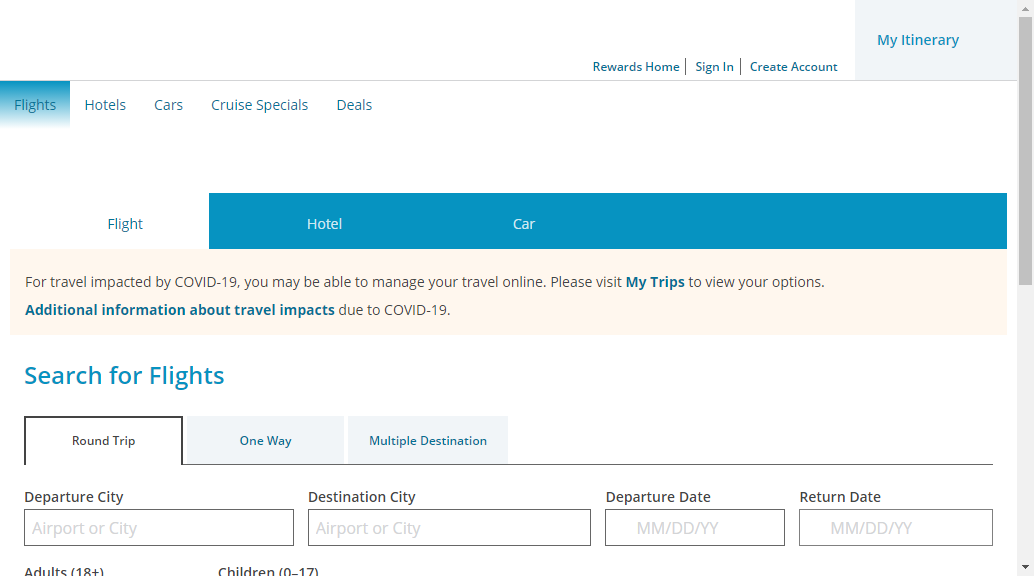 My Itinerary
Rewards Home Sign In Create Account
Flights Hotels Cars Cruise Specials Deals
Flight Hotel Car
For travel impacted by COVID-19, you may be able to manage your travel online. Please visit My Trips to view your options.
Additional information about travel impacts due to COVID-19.
Search for Flights
Round Trip One Way Multiple Destination
Departure City Destination City Departure Date Return Date
Airport or City Airport or City MM/DD/YY MM/DD/YY
Adults (18+) Children (0–17)